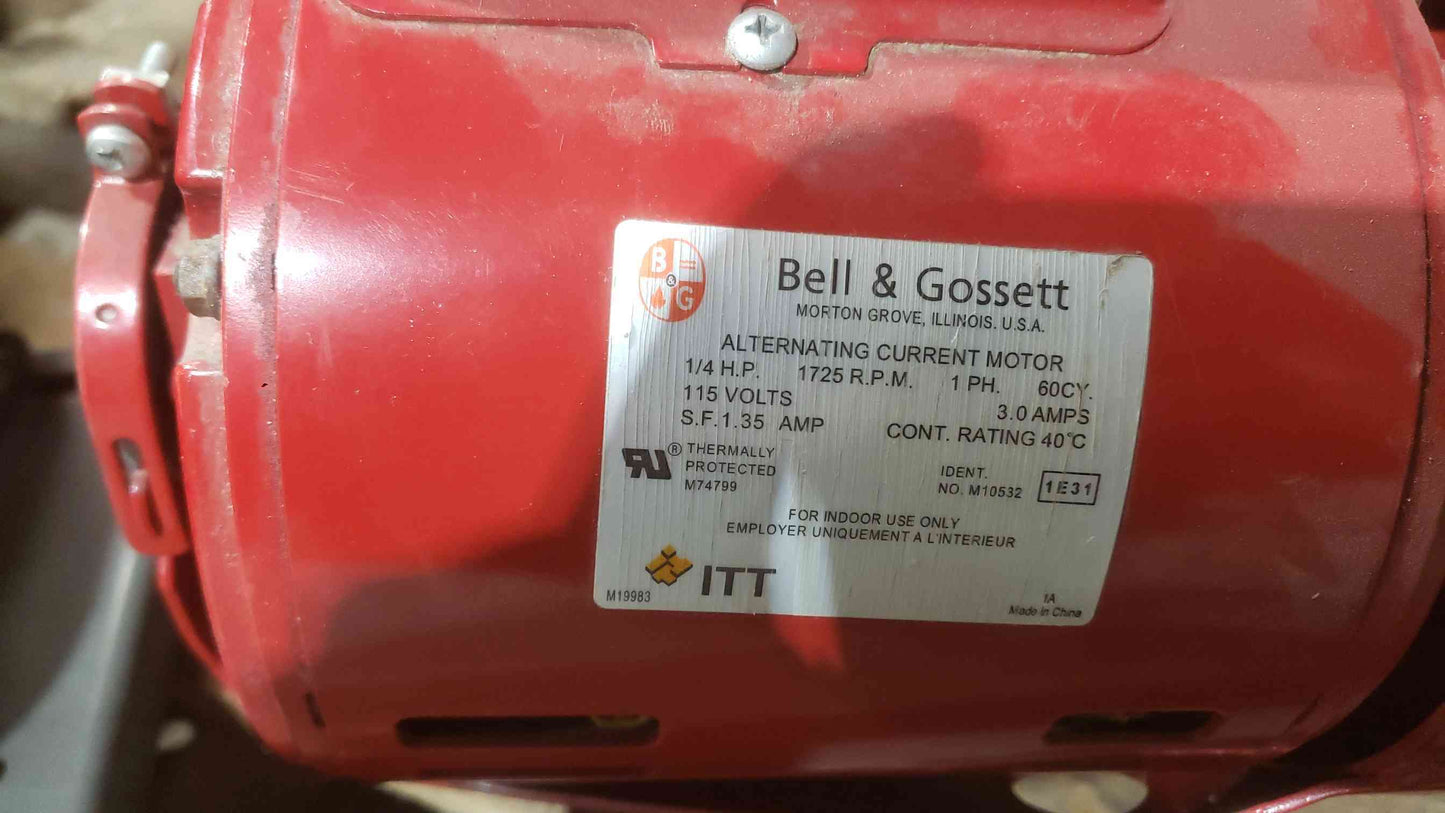 B & G
Bell & Gossett
MORTON GROVE, ILLINOIS. U.S.A.
ALTERNATING CURRENT MOTOR
1/4 H.P. 1725 R.P.M. 1 PH. 60CY.
115 VOLTS 3.0 AMPS
S.F.1.35 AMP CONT. RATING 40°C
RU® THERMALLY
PROTECTED
M74799
IDENT.
NO. M10532 1E31
FOR INDOOR USE ONLY
EMPLOYER UNIQUEMENT A L'INTERIEUR
ITT
M19983
1A
Made in China